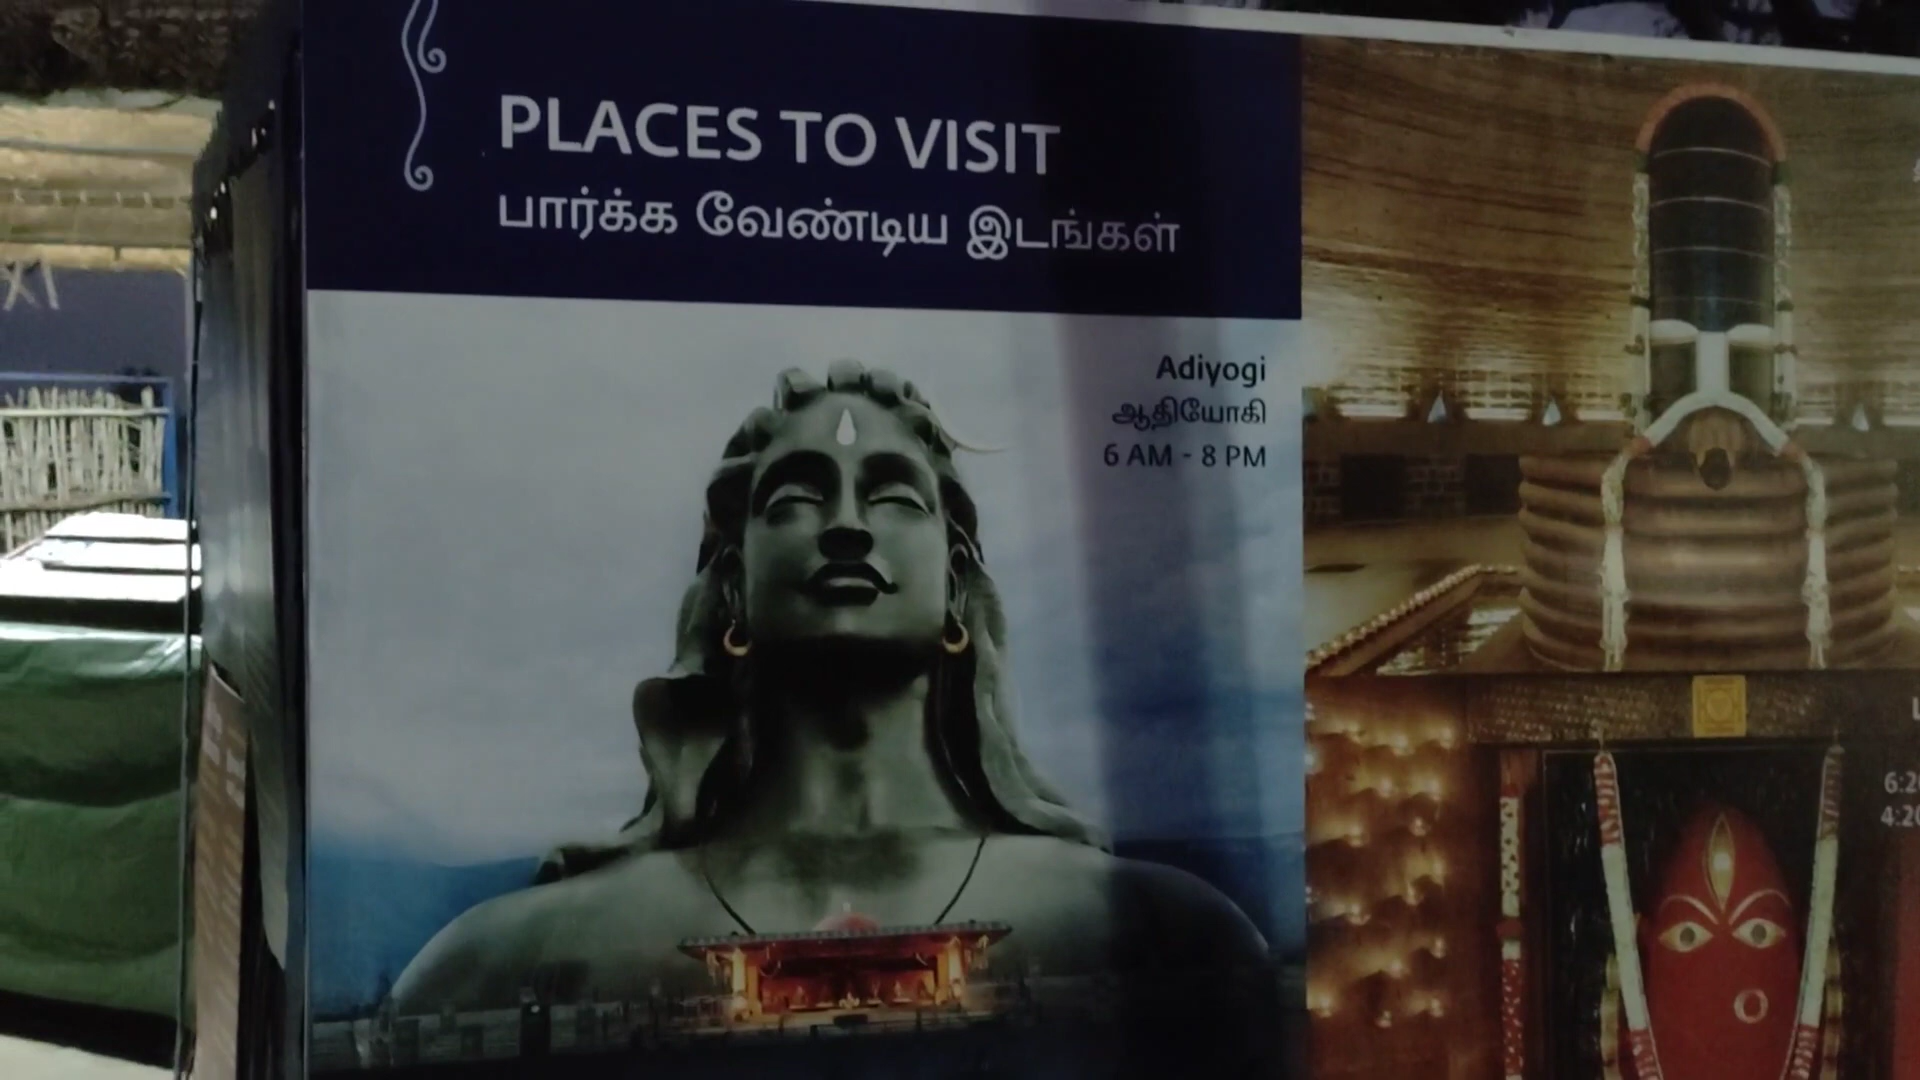 PLACES TO VISIT
பார்க்க வேண்டிய இடங்கள்
Adiyogi
ஆதியோகி
6 AM - 8 PM